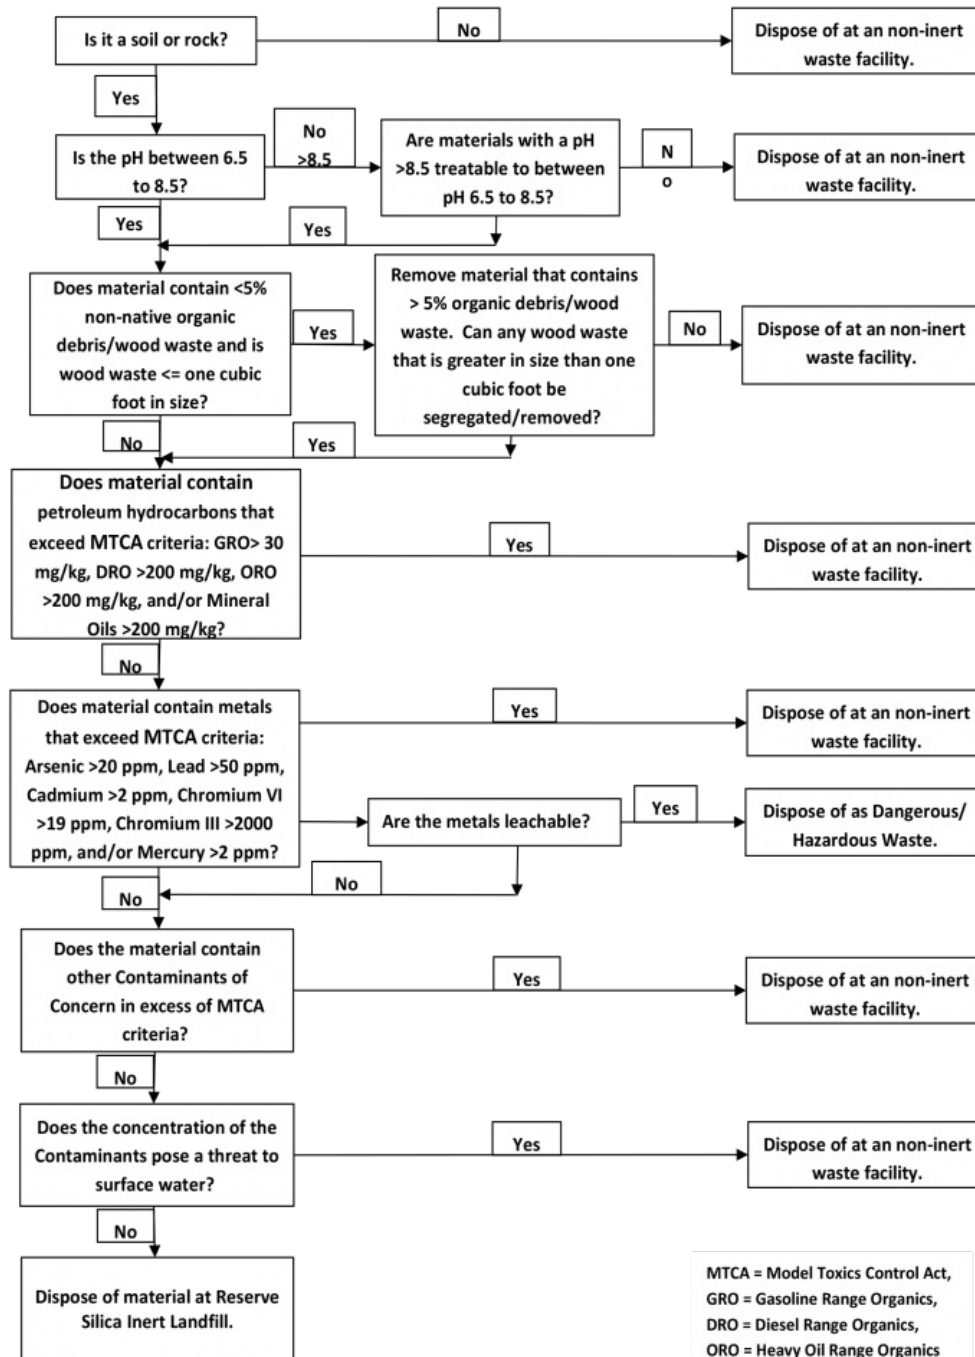 Is it a soil or rock?
No
Dispose of at an non-inert
waste facility.
Yes
Is the pH between 6.5
to 8.5?
No
>8.5
Are materials with a pH
>8.5 treatable to between
pH 6.5 to 8.5?
N
o
Dispose of at an non-inert
waste facility.
Yes
Yes
Does material contain <5%
non-native organic
debris/wood waste and is
wood waste <= one cubic
foot in size?
Yes
Remove material that contains
> 5% organic debris/wood
waste. Can any wood waste
that is greater in size than one
cubic foot be
segregated/removed?
No
Dispose of at an non-inert
waste facility.
No
Yes
Does material contain
petroleum hydrocarbons that
exceed MTCA criteria: GRO> 30
mg/kg, DRO >200 mg/kg, ORO
>200 mg/kg, and/or Mineral
Oils >200 mg/kg?
Yes
Dispose of at an non-inert
waste facility.
No
Does material contain metals
that exceed MTCA criteria:
Arsenic >20 ppm, Lead >50 ppm,
Cadmium >2 ppm, Chromium VI
>19 ppm, Chromium III >2000
ppm, and/or Mercury >2 ppm?
Yes
Dispose of at an non-inert
waste facility.
Are the metals leachable?
Yes
Dispose of as Dangerous/
Hazardous Waste.
No
No
Does the material contain
other Contaminants of
Concern in excess of MTCA
criteria?
Yes
Dispose of at an non-inert
waste facility.
No
Does the concentration of the
Contaminants pose a threat to
surface water?
Yes
Dispose of at an non-inert
waste facility.
No
Dispose of material at Reserve
Silica Inert Landfill.
MTCA = Model Toxics Control Act,
GRO = Gasoline Range Organics,
DRO = Diesel Range Organics,
ORO = Heavy Oil Range Organics